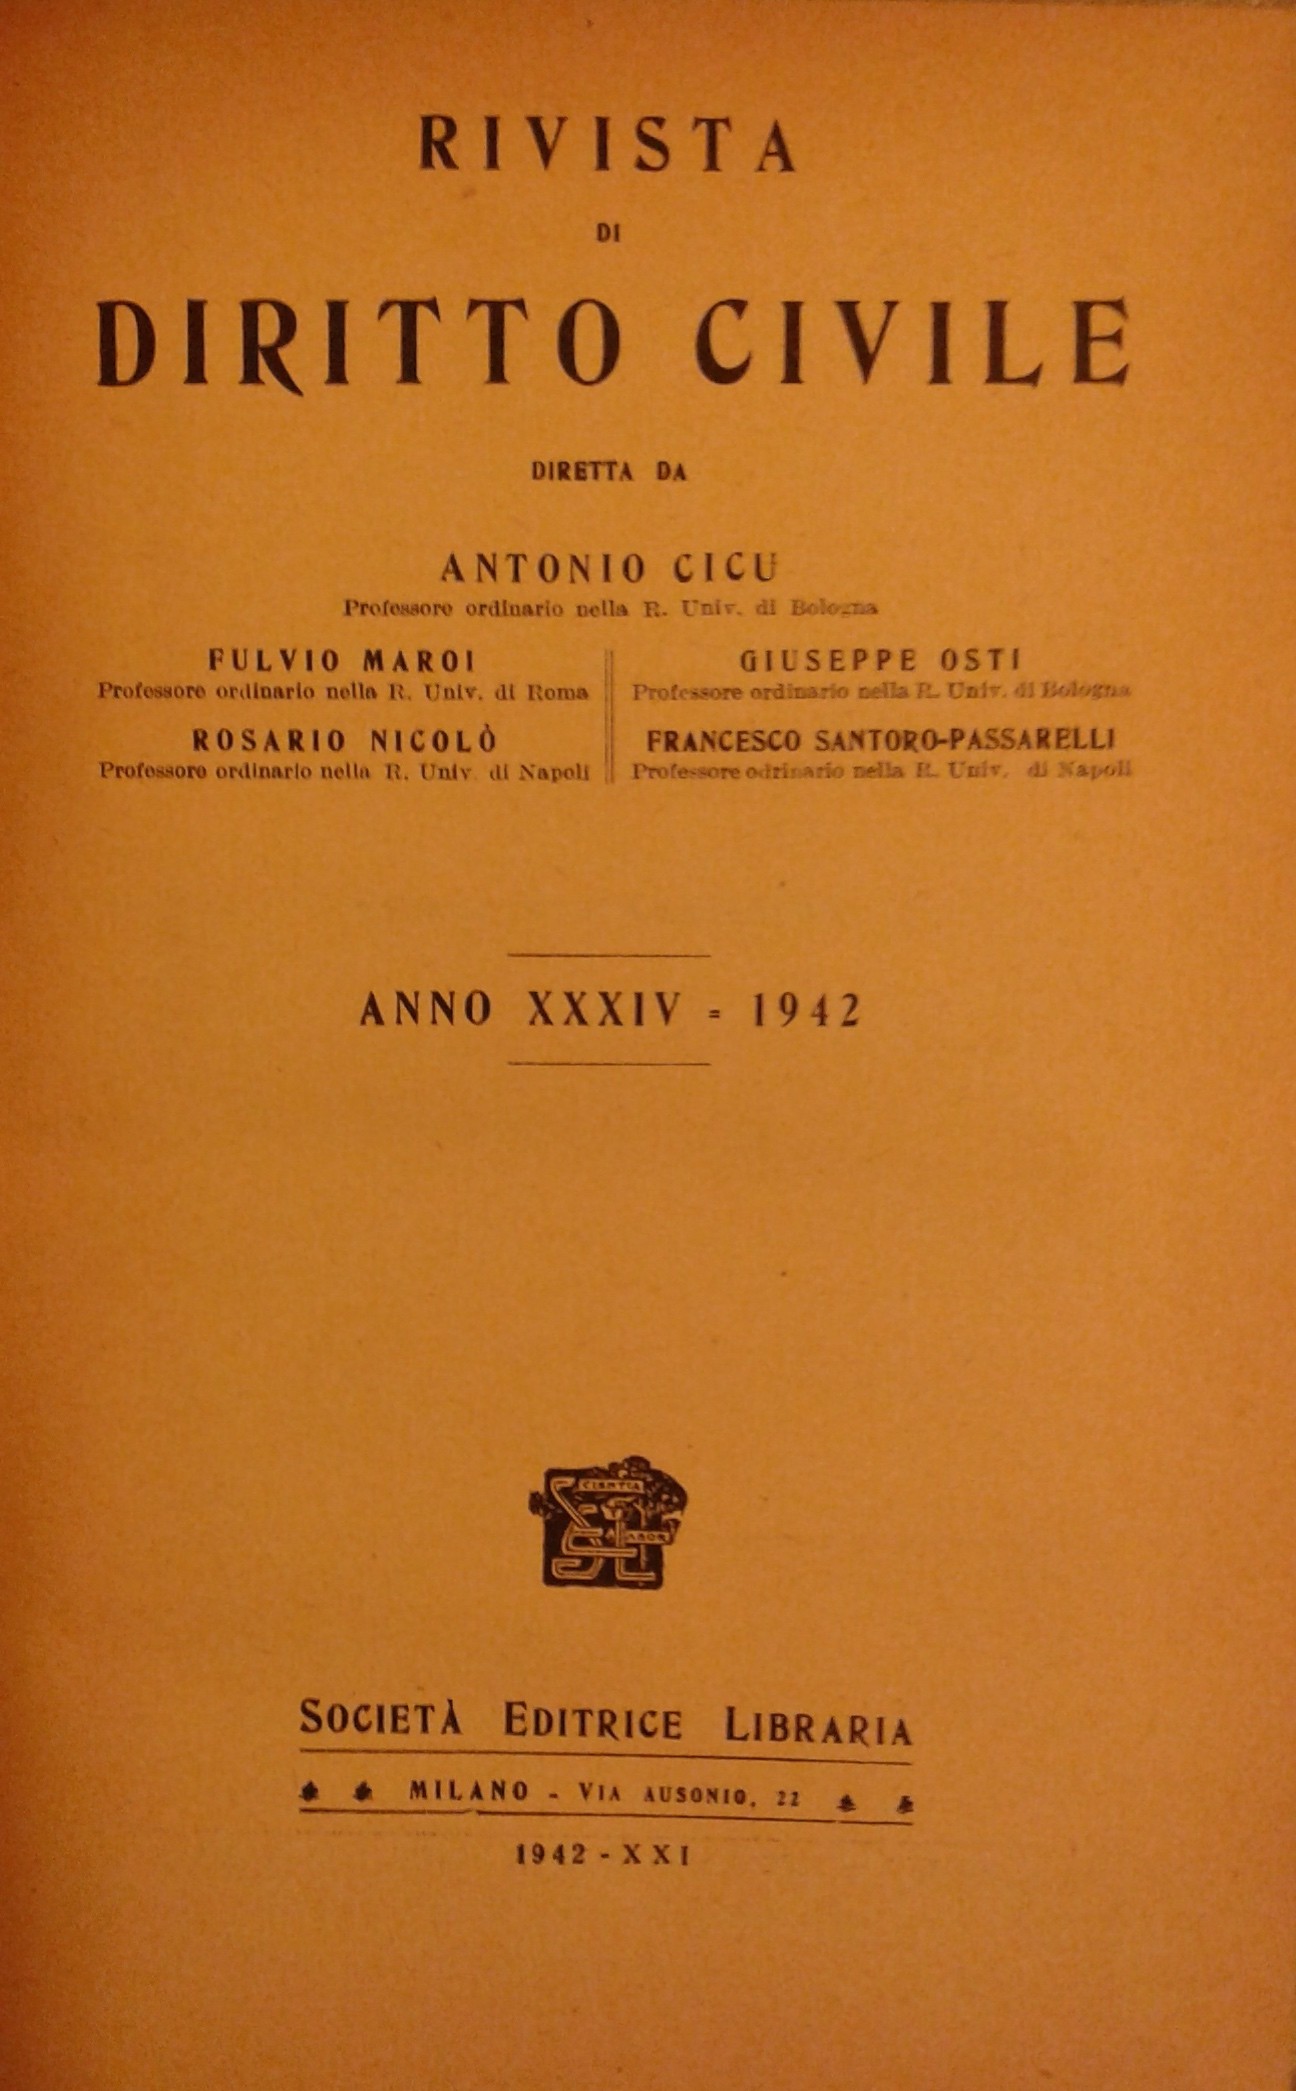 RIVISTA
DI
DIRITTO CIVILE
DIRETTA DA
ANTONIO CICU
Professore ordinario nella R. Univ. di Bologna
FULVIO MAROI
Professore ordinario nella R. Univ. di Roma
ROSARIO NICOLÒ
Professore ordinario nella R. Univ. di Napoli
GIUSEPPE OSTI
Professore ordinario nella R. Univ. di Bologna
FRANCESCO SANTORO-PASSARELLI
Professore odrinario nella R. Univ. di Napoli
ANNO XXXIV = 1942
SCIENTIA
LABOR
SOCIETÀ EDITRICE LIBRARIA
MILANO - VIA AUSONIO, 22
1942 - XXI